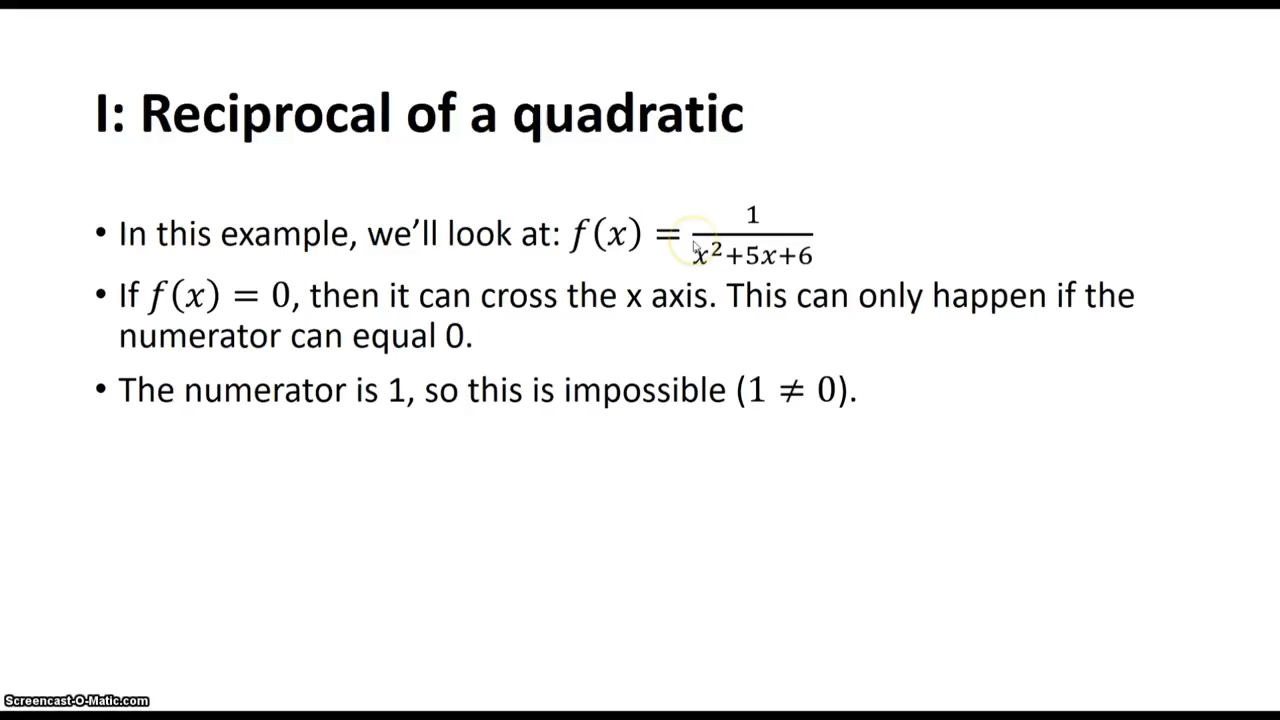 I: Reciprocal of a quadratic
• In this example, we’ll look at: f(x) = 1/(x²+5x+6)
• If f(x) = 0, then it can cross the x axis. This can only happen if the
numerator can equal 0.
• The numerator is 1, so this is impossible (1 ≠ 0).
Screencast-O-Matic.com